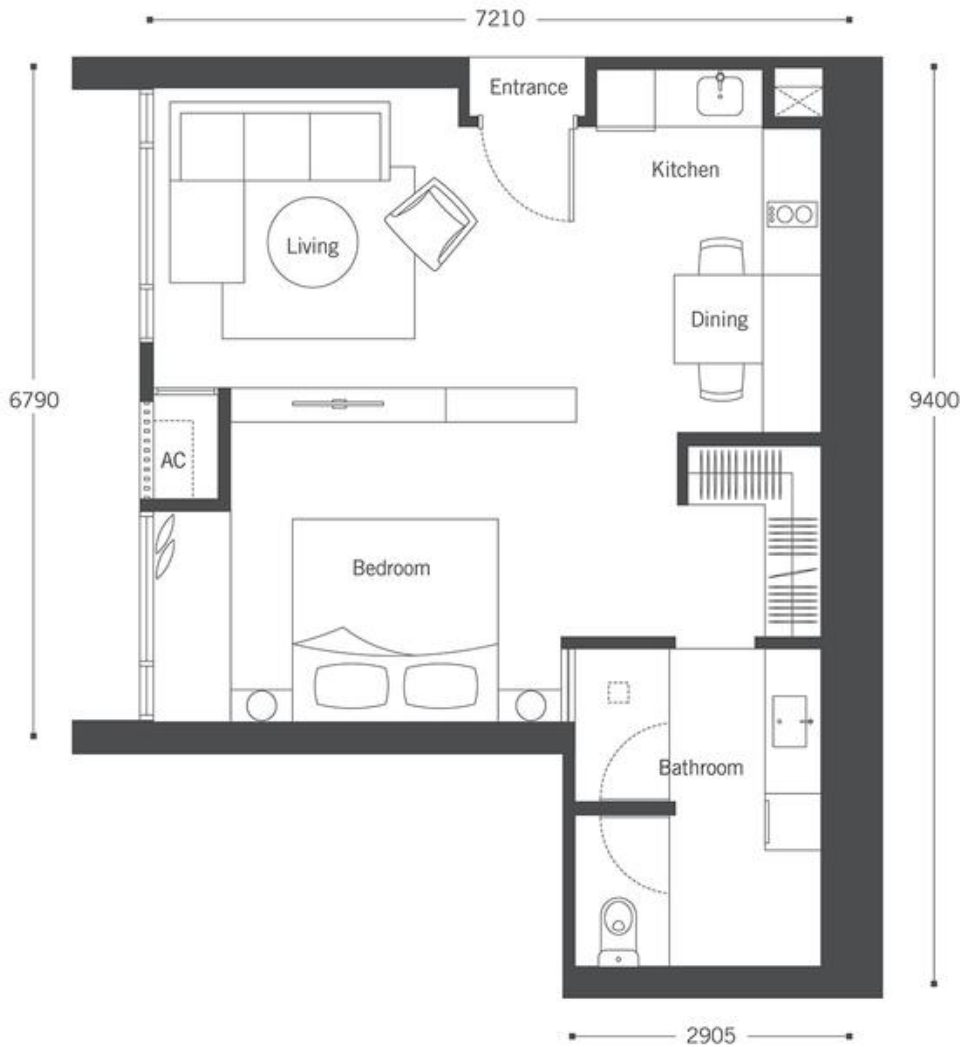 7210
Entrance
Kitchen
Living
Dining
6790
9400
AC
Bedroom
Bathroom
2905